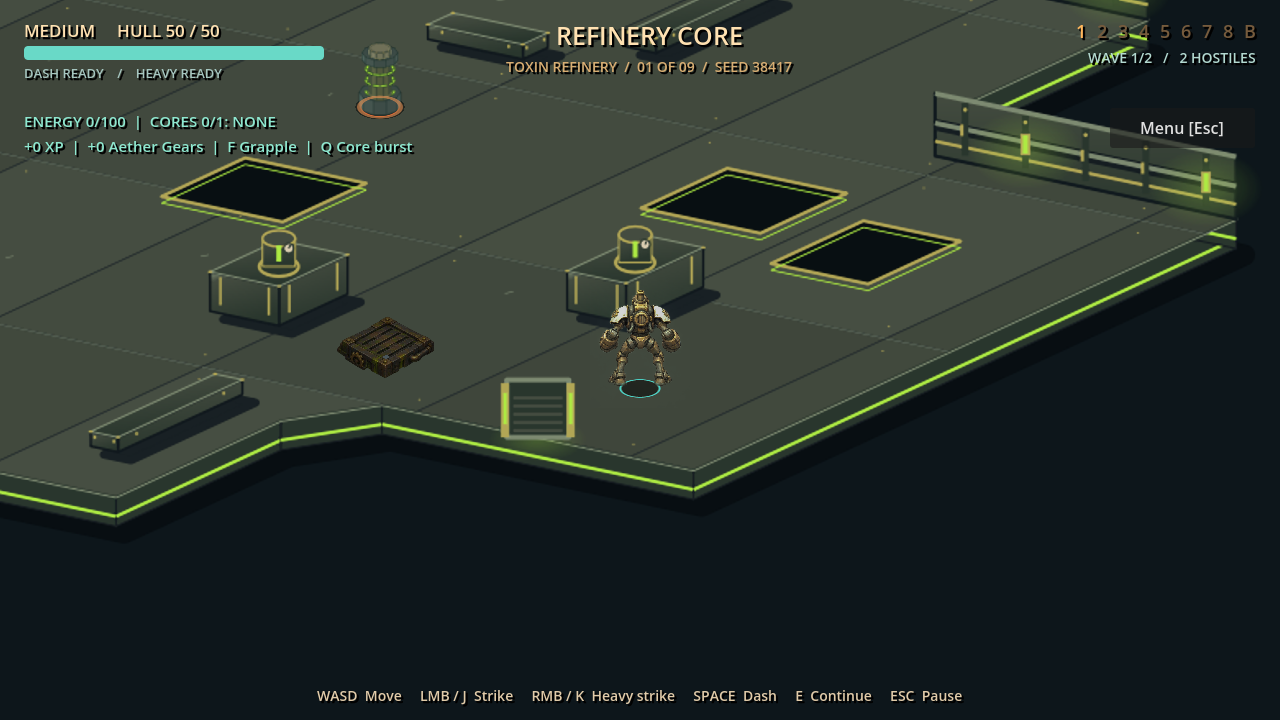 MEDIUM HULL 50 / 50
DASH READY / HEAVY READY
ENERGY 0/100 | CORES 0/1: NONE
+0 XP | +0 Aether Gears | F Grapple | Q Core burst
REFINERY CORE
TOXIN REFINERY / 01 OF 09 / SEED 38417
1 2 3 4 5 6 7 8 B
WAVE 1/2 / 2 HOSTILES
Menu [Esc]
WASD Move LMB / J Strike RMB / K Heavy strike SPACE Dash E Continue ESC Pause